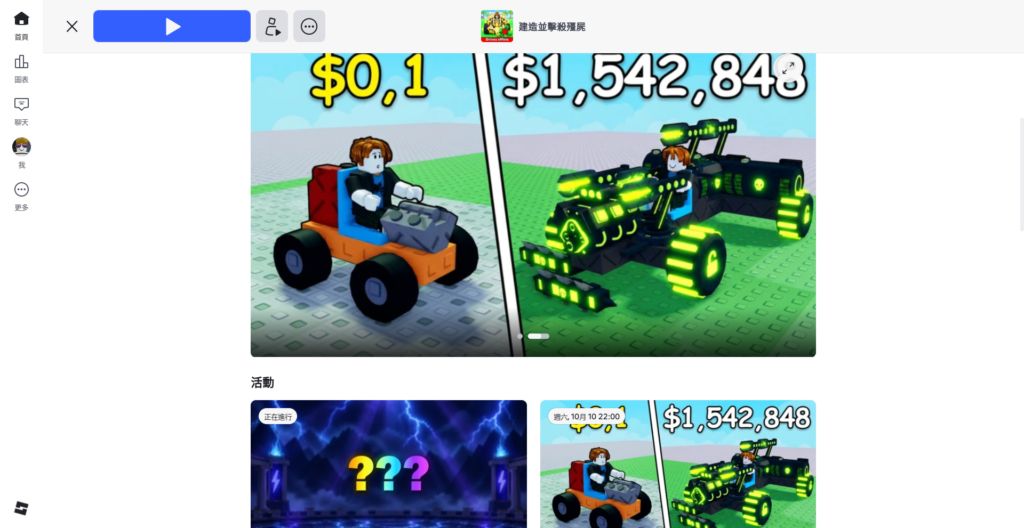 建造並擊殺殭屍
首頁
圖表
聊天
我
更多
$0,1
$1,542,848
活動
正在進行
???
週六, 10月 10 22:00
$0,1
$1,542,848